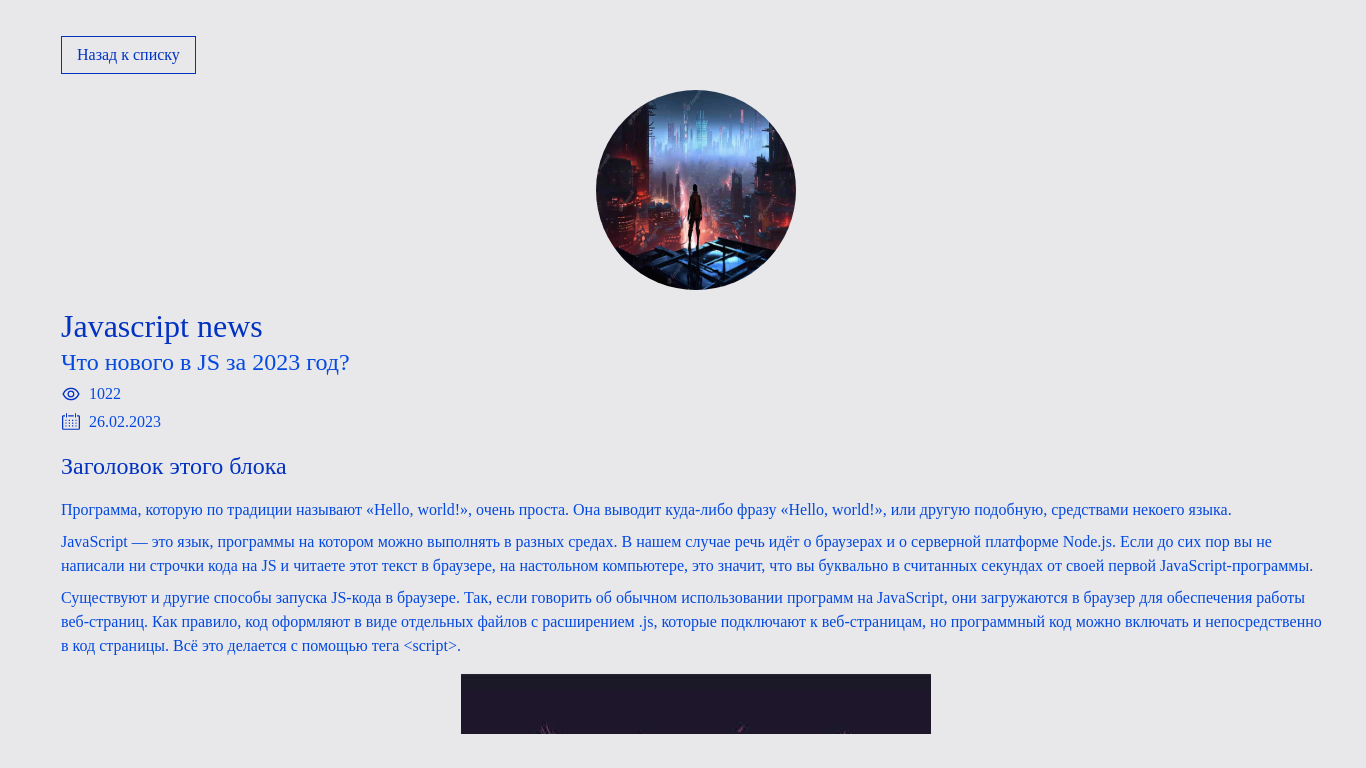 Назад к списку
Javascript news
Что нового в JS за 2023 год?
1022
26.02.2023
Заголовок этого блока
Программа, которую по традиции называют «Hello, world!», очень проста. Она выводит куда-либо фразу «Hello, world!», или другую подобную, средствами некоего языка.
JavaScript — это язык, программы на котором можно выполнять в разных средах. В нашем случае речь идёт о браузерах и о серверной платформе Node.js. Если до сих пор вы не
написали ни строчки кода на JS и читаете этот текст в браузере, на настольном компьютере, это значит, что вы буквально в считанных секундах от своей первой JavaScript-программы.
Существуют и другие способы запуска JS-кода в браузере. Так, если говорить об обычном использовании программ на JavaScript, они загружаются в браузер для обеспечения работы
веб-страниц. Как правило, код оформляют в виде отдельных файлов с расширением .js, которые подключают к веб-страницам, но программный код можно включать и непосредственно
в код страницы. Всё это делается с помощью тега <script>.